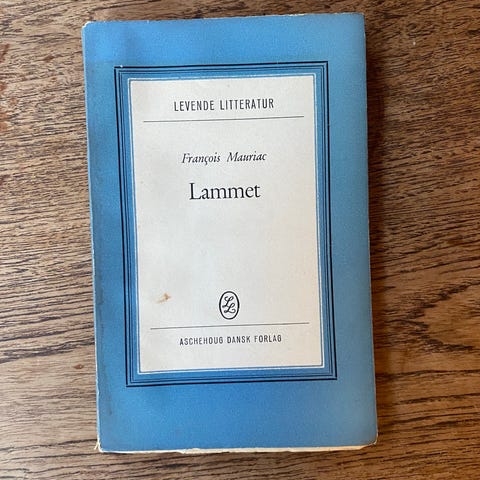 LEVENDE LITTERATUR
François Mauriac
Lammet
LL
ASCHEHOUG DANSK FORLAG